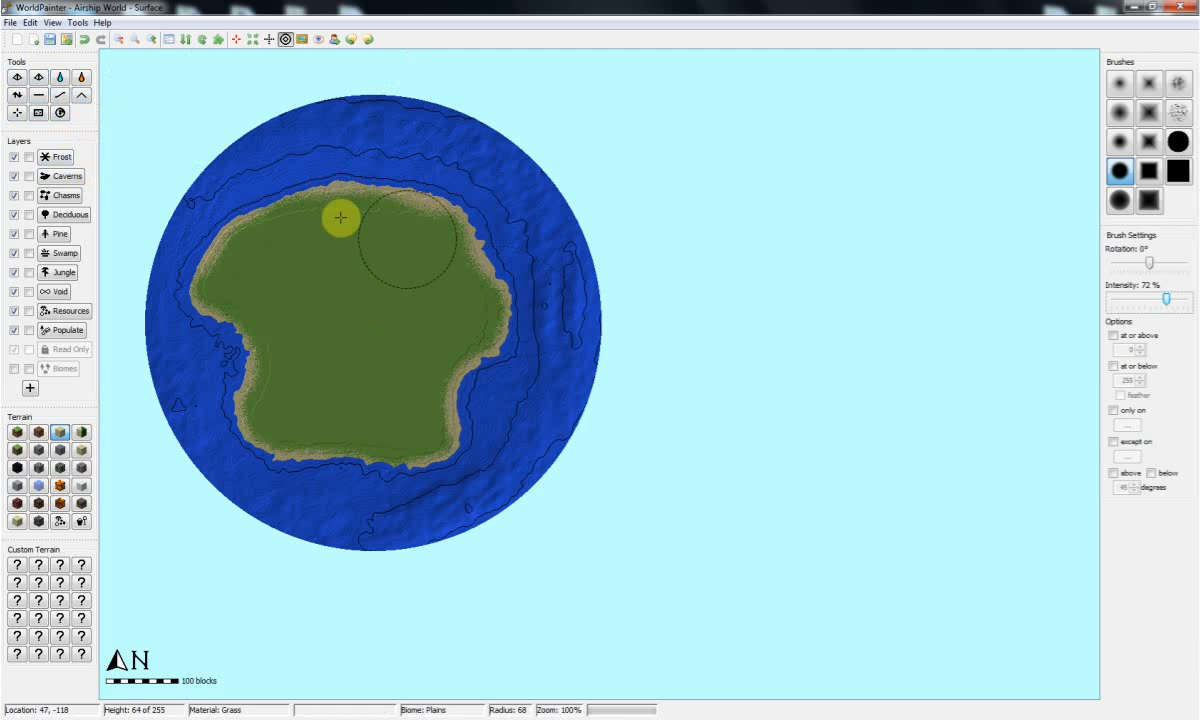 WorldPainter - Airship World - Surface
File Edit View Tools Help
Tools
Layers
Frost
Caverns
Chasms
Deciduous
Pine
Swamp
Jungle
Void
Resources
Populate
Read Only
Biomes
+
Terrain
Custom Terrain
? ? ? ?
? ? ? ?
? ? ? ?
? ? ? ?
? ? ? ?
? ? ? ?
N
100 blocks
Brushes
Brush Settings
Rotation: 0°
Intensity: 72 %
Options
at or above
0
at or below
255
feather
only on
...
except on
...
above below
45 degrees
Location: 47, -118 Height: 64 of 255 Material: Grass Biome: Plains Radius: 68 Zoom: 100%